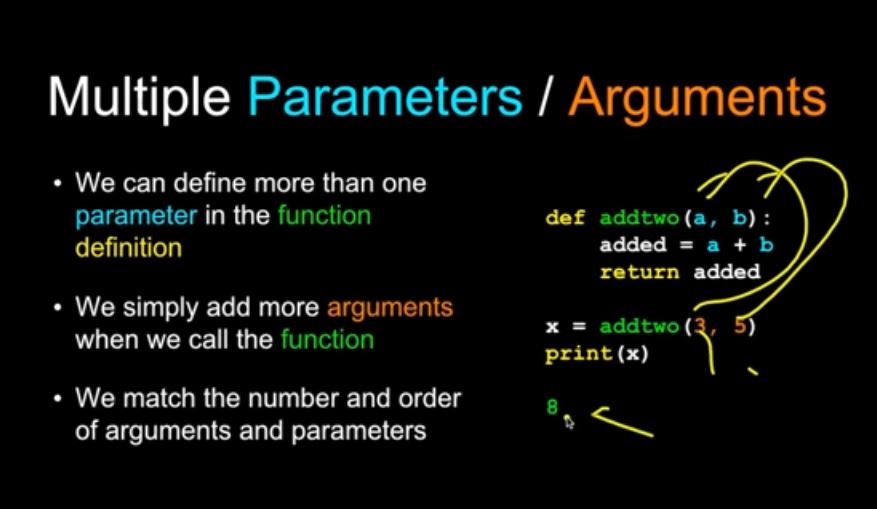 Multiple Parameters / Arguments
• We can define more than one
parameter in the function
definition
• We simply add more arguments
when we call the function
• We match the number and order
of arguments and parameters
def addtwo(a, b):
    added = a + b
    return added
x = addtwo(3, 5)
print(x)
8